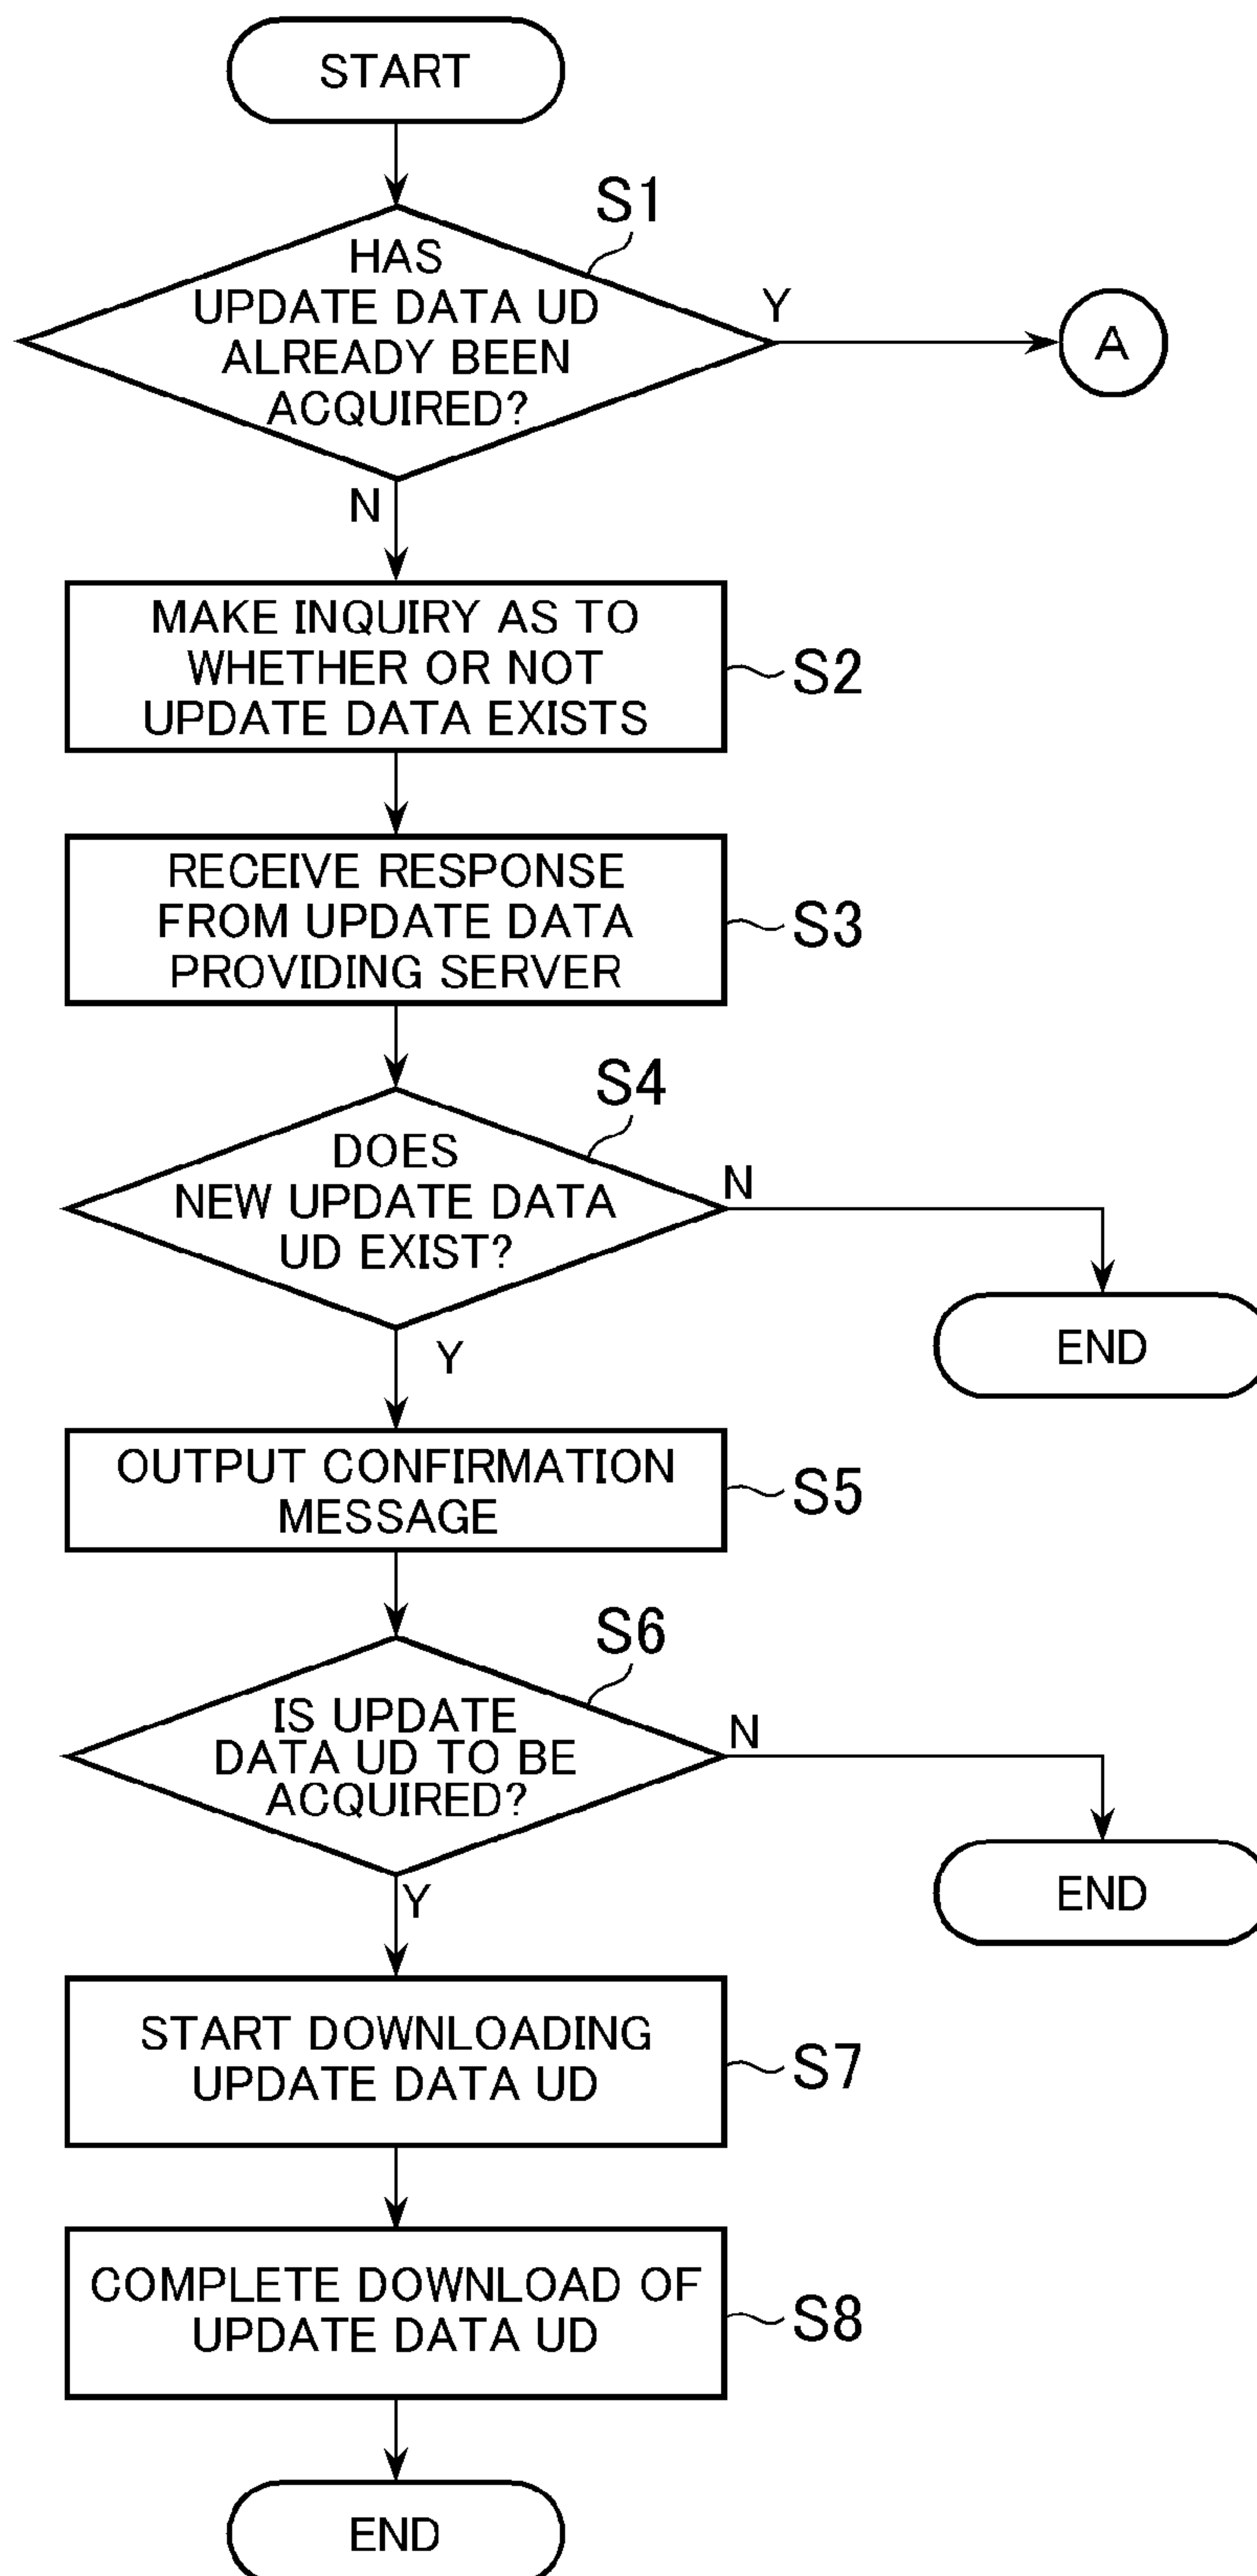 START
S1
HAS
UPDATE DATA UD
ALREADY BEEN
ACQUIRED?
Y
A
N
MAKE INQUIRY AS TO
WHETHER OR NOT
UPDATE DATA EXISTS
S2
RECEIVE RESPONSE
FROM UPDATE DATA
PROVIDING SERVER
S3
S4
DOES
NEW UPDATE DATA
UD EXIST?
N
END
Y
OUTPUT CONFIRMATION
MESSAGE
S5
S6
IS UPDATE
DATA UD TO BE
ACQUIRED?
N
END
Y
START DOWNLOADING
UPDATE DATA UD
S7
COMPLETE DOWNLOAD OF
UPDATE DATA UD
S8
END